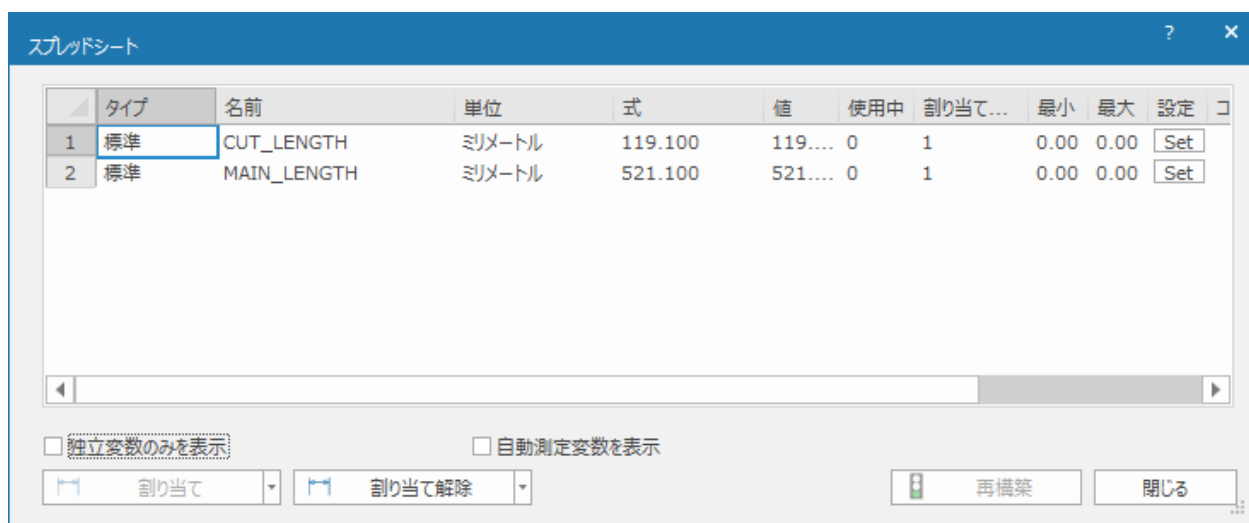 スプレッドシート ? ×
タイプ 名前 単位 式 値 使用中 割り当て... 最小 最大 設定 コ
1 標準 CUT_LENGTH ミリメートル 119.100 119.... 0 1 0.00 0.00 Set
2 標準 MAIN_LENGTH ミリメートル 521.100 521.... 0 1 0.00 0.00 Set
独立変数のみを表示 自動測定変数を表示
割り当て 割り当て解除 再構築 閉じる